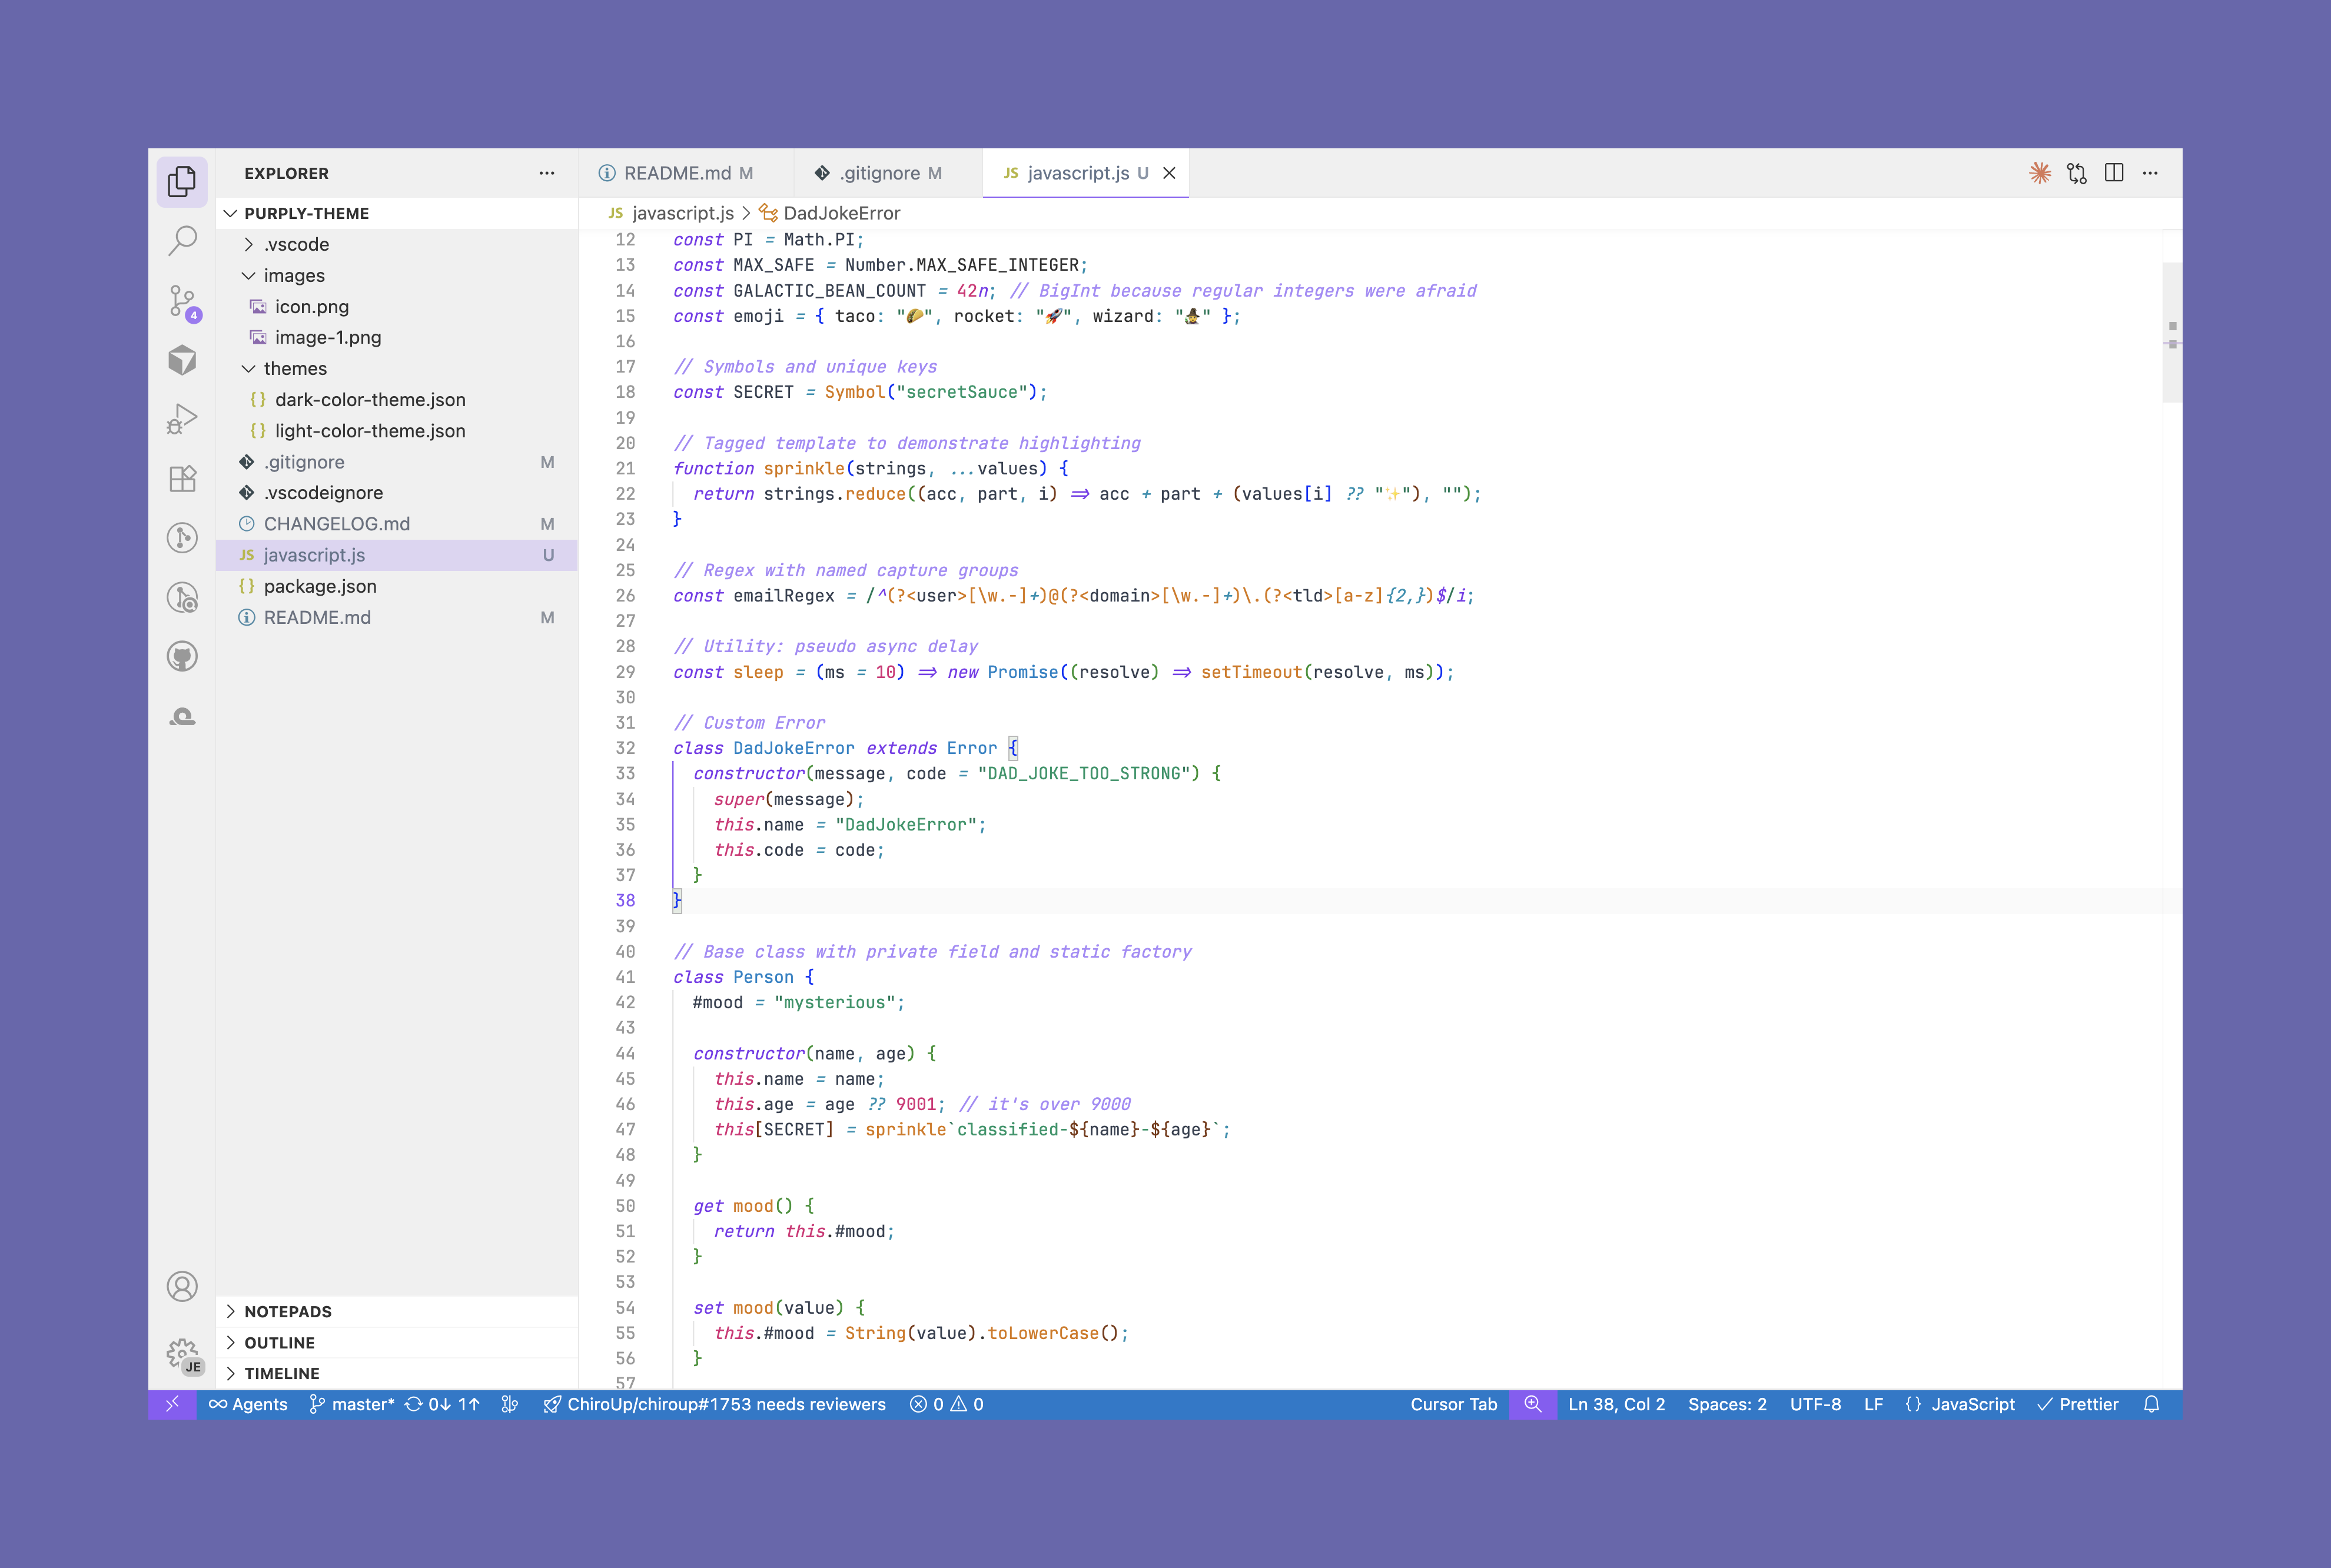 EXPLORER
PURPLY-THEME
.vscode
images
icon.png
image-1.png
themes
{} dark-color-theme.json
{} light-color-theme.json
.gitignore M
.vscodeignore
CHANGELOG.md M
JS javascript.js U
{} package.json
README.md M
4
JE
NOTEPADS
OUTLINE
TIMELINE
README.md M .gitignore M JS javascript.js U
JS javascript.js > DadJokeError
12 const PI = Math.PI;
13 const MAX_SAFE = Number.MAX_SAFE_INTEGER;
14 const GALACTIC_BEAN_COUNT = 42n; // BigInt because regular integers were afraid
15 const emoji = { taco: "🌮", rocket: "🚀", wizard: "🧙" };
16
17 // Symbols and unique keys
18 const SECRET = Symbol("secretSauce");
19
20 // Tagged template to demonstrate highlighting
21 function sprinkle(strings, ...values) {
22 return strings.reduce((acc, part, i) => acc + part + (values[i] ?? "✨"), "");
23 }
24
25 // Regex with named capture groups
26 const emailRegex = /^(?<user>[\w.-]+)@(?<domain>[\w.-]+)\.(?<tld>[a-z]{2,})$/i;
27
28 // Utility: pseudo async delay
29 const sleep = (ms = 10) => new Promise((resolve) => setTimeout(resolve, ms));
30
31 // Custom Error
32 class DadJokeError extends Error {
33 constructor(message, code = "DAD_JOKE_TOO_STRONG") {
34 super(message);
35 this.name = "DadJokeError";
36 this.code = code;
37 }
38 }
39
40 // Base class with private field and static factory
41 class Person {
42 #mood = "mysterious";
43
44 constructor(name, age) {
45 this.name = name;
46 this.age = age ?? 9001; // it's over 9000
47 this[SECRET] = sprinkle`classified-${name}-${age}`;
48 }
49
50 get mood() {
51 return this.#mood;
52 }
53
54 set mood(value) {
55 this.#mood = String(value).toLowerCase();
56 }
57
Agents master* 0↓ 1↑ ChiroUp/chiroup#1753 needs reviewers 0 0 Cursor Tab Ln 38, Col 2 Spaces: 2 UTF-8 LF {} JavaScript Prettier